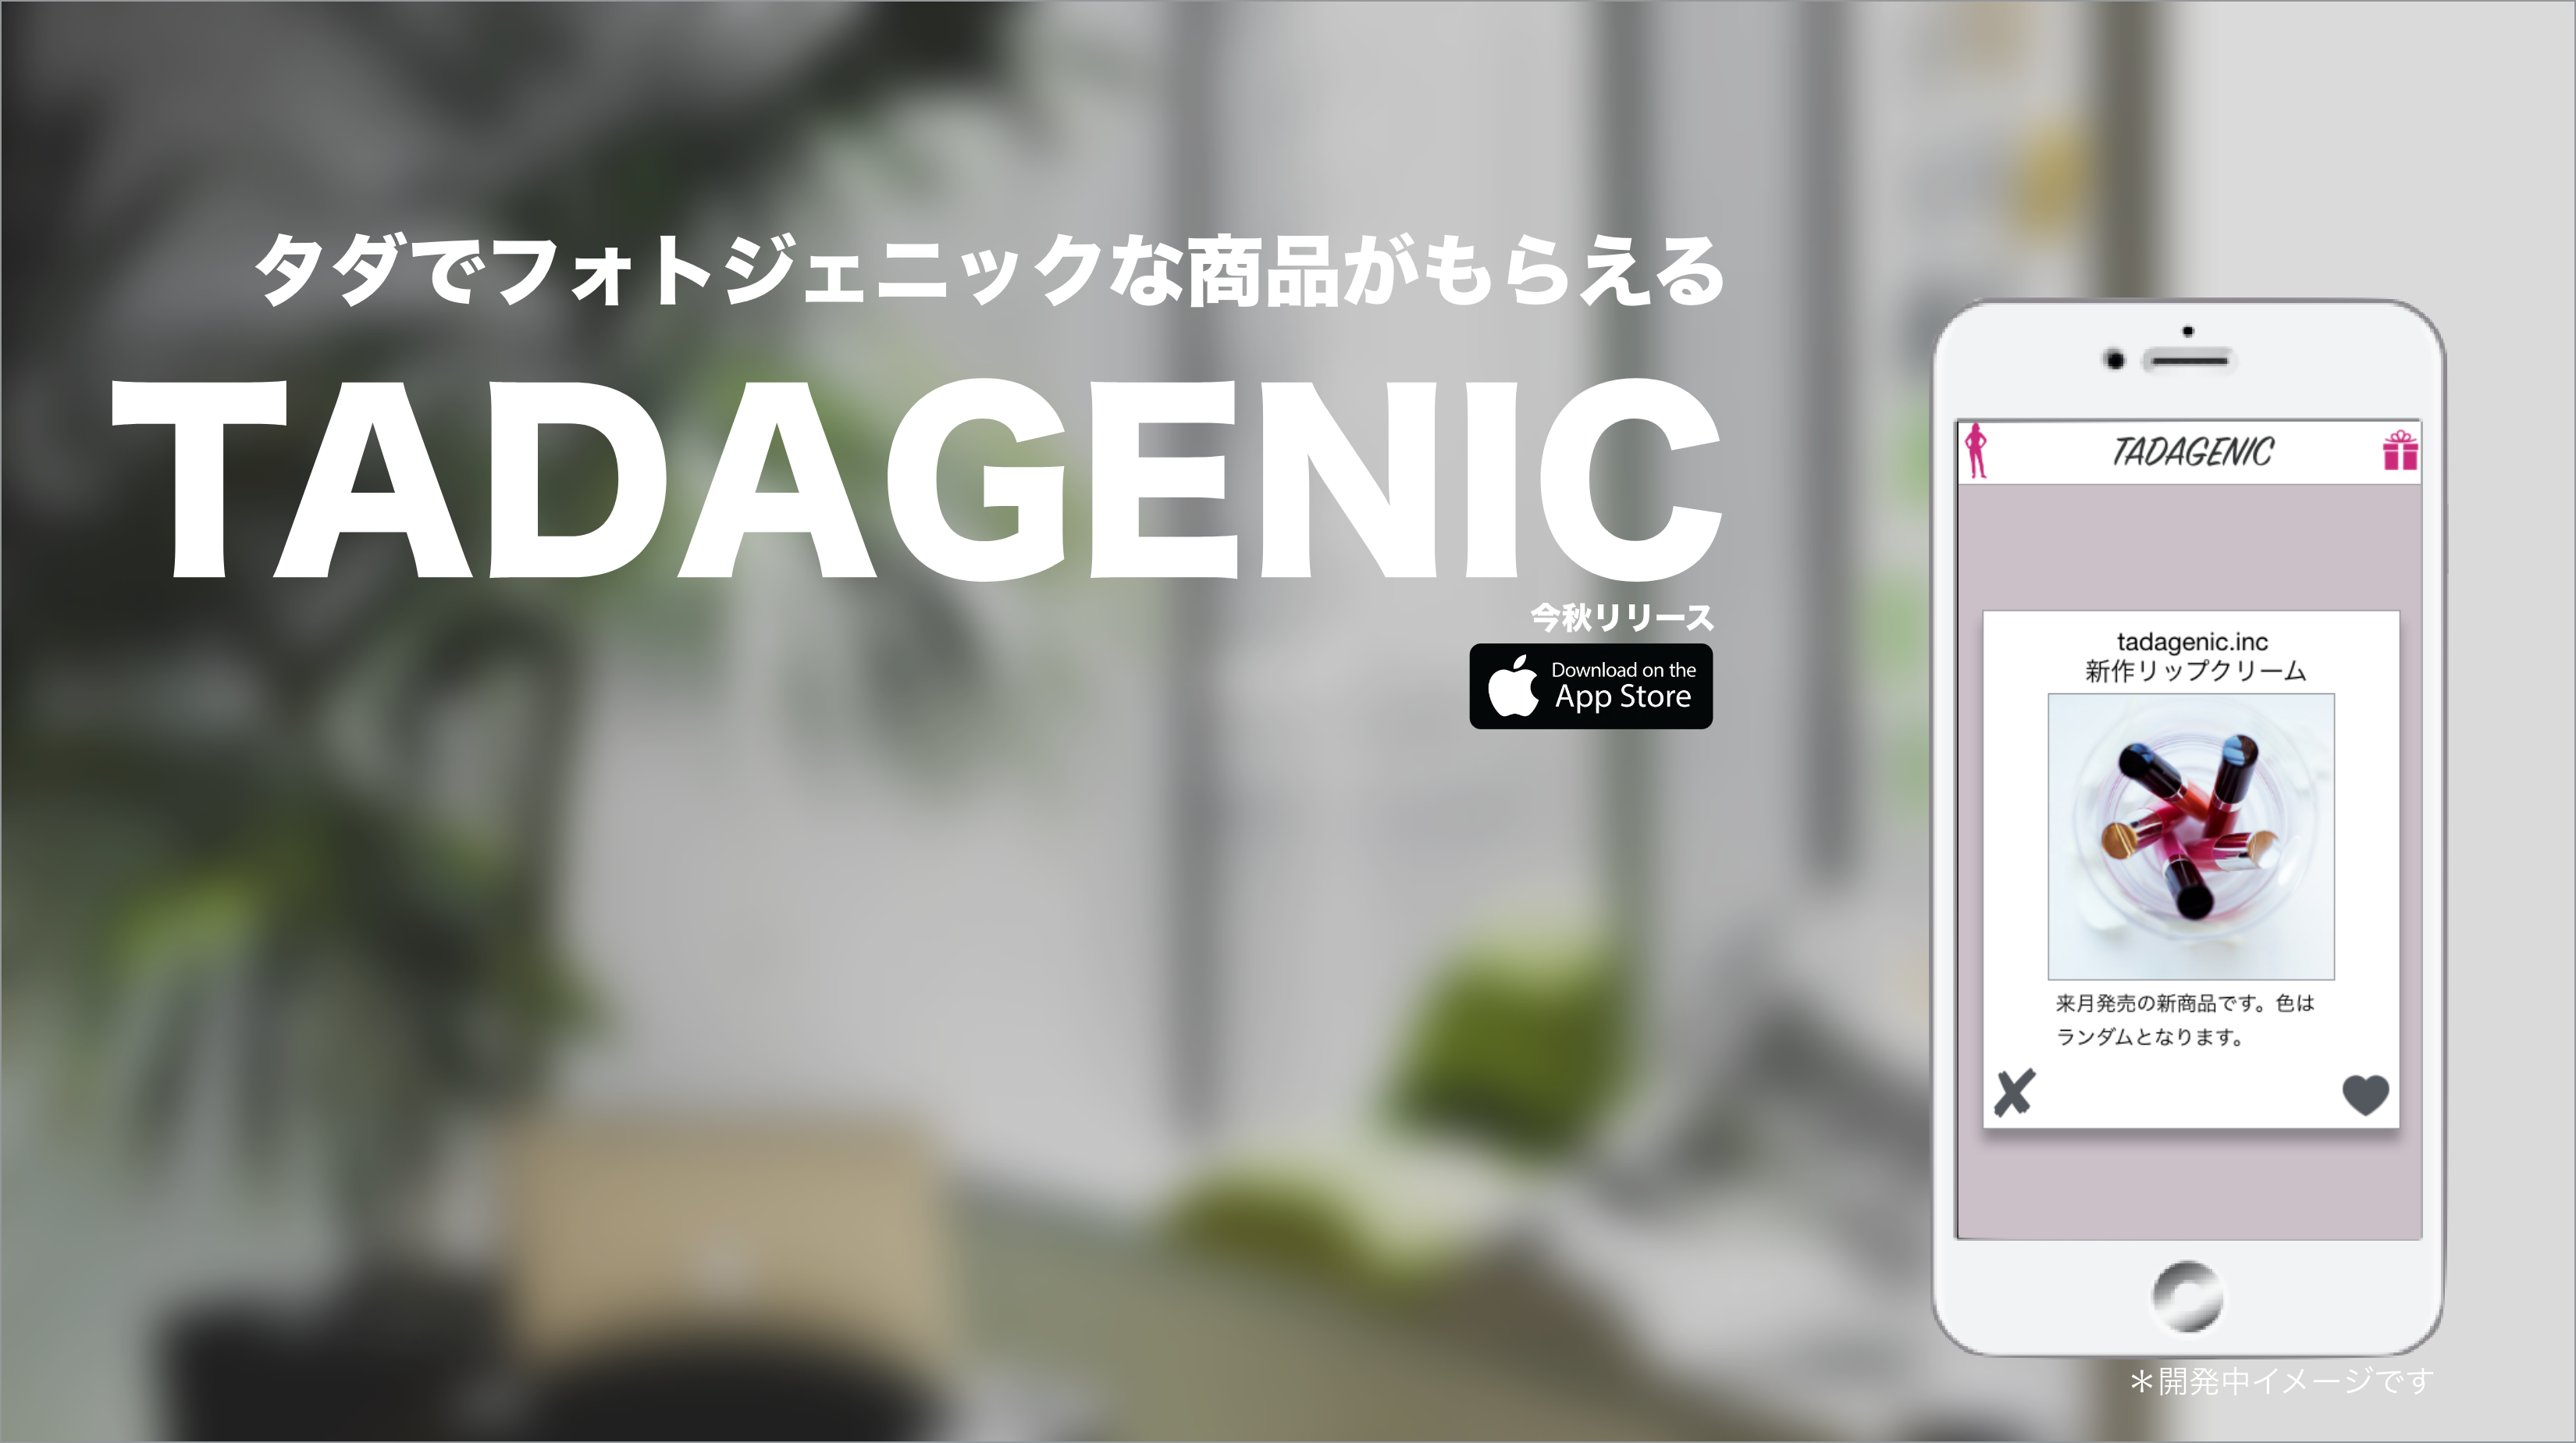 タダでフォトジェニックな商品がもらえる
TADAGENIC
今秋リリース
Download on the
App Store
TADAGENIC
tadagenic.inc
新作リップクリーム
来月発売の新商品です。色は
ランダムとなります。
＊開発中イメージです